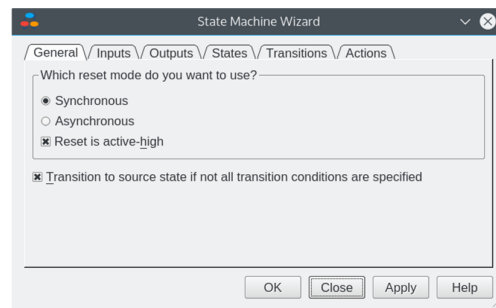 State Machine Wizard
General Inputs Outputs States Transitions Actions
Which reset mode do you want to use?
Synchronous
Asynchronous
Reset is active-high
Transition to source state if not all transition conditions are specified
OK Close Apply Help